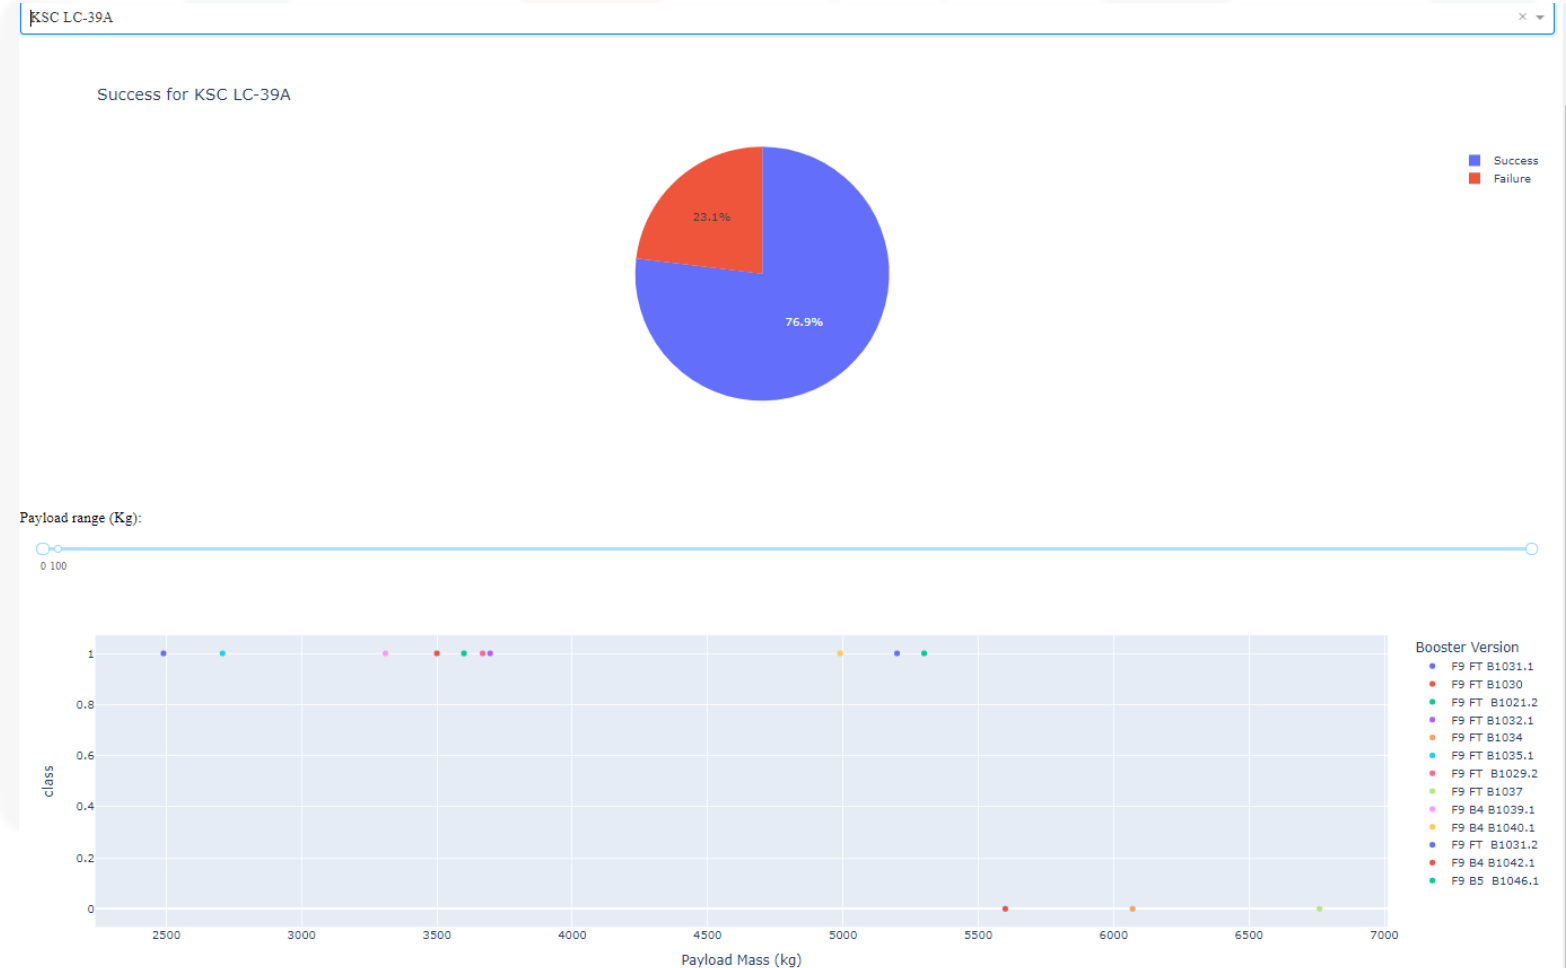 KSC LC-39A
Success for KSC LC-39A
Success
Failure
23.1%
76.9%
Payload range (Kg):
0 100
Booster Version
F9 FT B1031.1
F9 FT B1030
F9 FT  B1021.2
F9 FT B1032.1
F9 FT B1034
F9 FT B1035.1
F9 FT  B1029.2
F9 FT B1037
F9 B4 B1039.1
F9 B4 B1040.1
F9 FT  B1031.2
F9 B4 B1042.1
F9 B5  B1046.1
class
1
0.8
0.6
0.4
0.2
0
2500 3000 3500 4000 4500 5000 5500 6000 6500 7000
Payload Mass (kg)